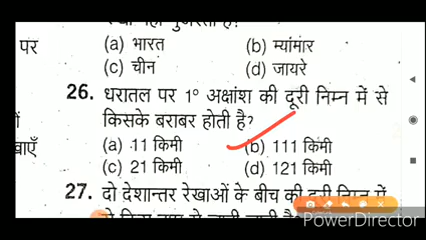 (a) भारत (b) म्यांमार
पर
(c) चीन (d) जायरे
26. धरातल पर 1° अक्षांश की दूरी निम्न में से
किसके बराबर होती है?
(a) 11 किमी (b) 111 किमी
(c) 21 किमी (d) 121 किमी
27. दो देशान्तर रेखाओं के बीच की दूरी निम्न में
PowerDirector